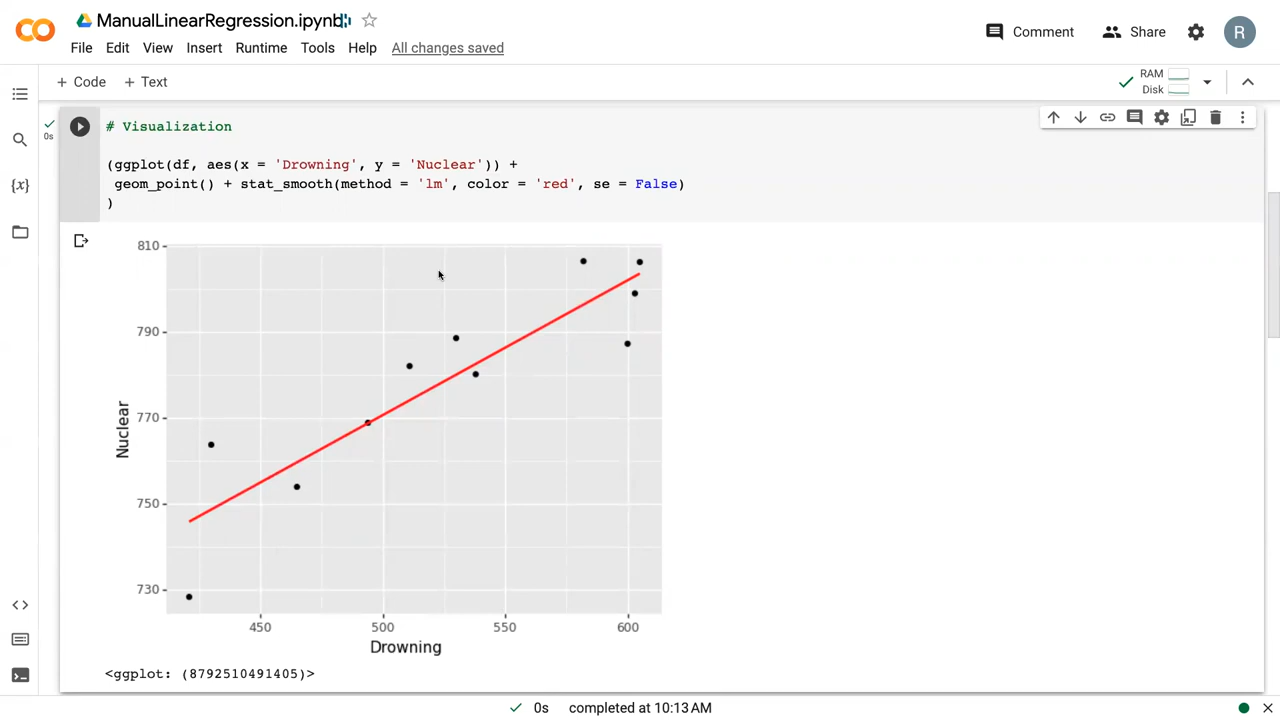 ManualLinearRegression.ipynb
File Edit View Insert Runtime Tools Help All changes saved
Comment Share R
+ Code + Text
RAM
Disk
0s
# Visualization
(ggplot(df, aes(x = 'Drowning', y = 'Nuclear')) +
geom_point() + stat_smooth(method = 'lm', color = 'red', se = False)
)
{x}
810
790
770
750
730
Nuclear
450 500 550 600
Drowning
<ggplot: (8792510491405)>
0s completed at 10:13 AM